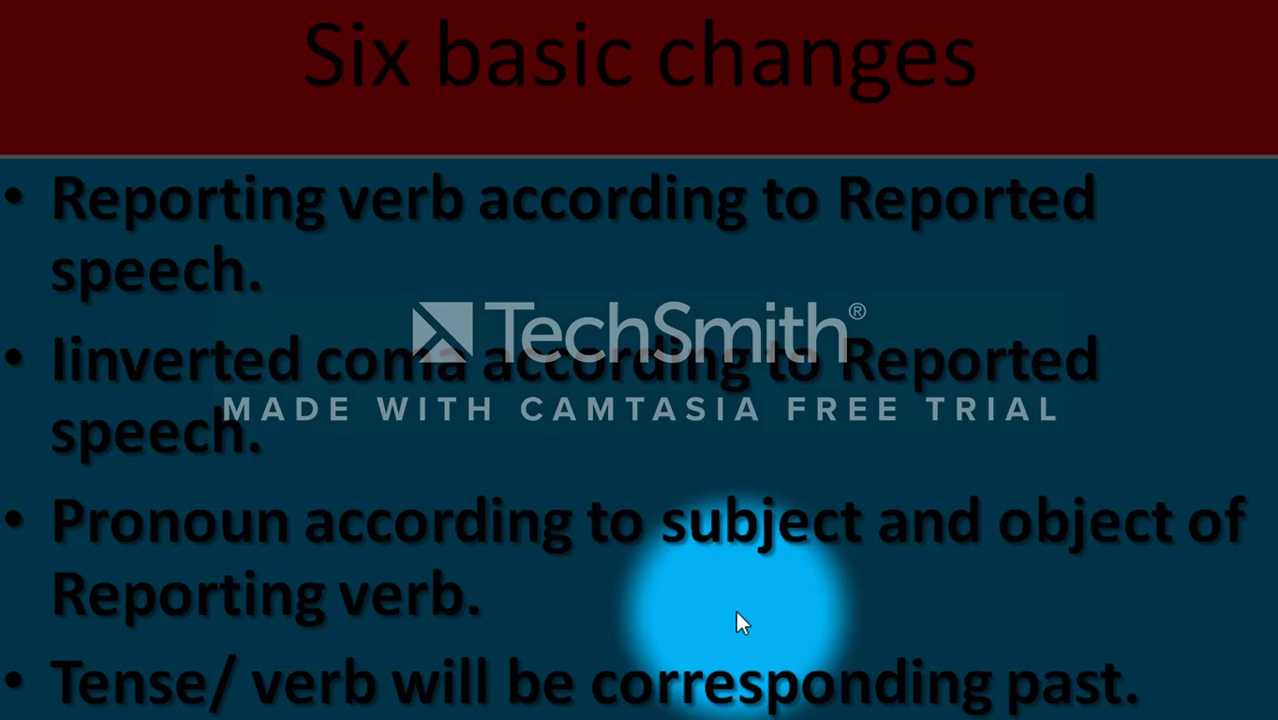 Six basic changes
• Reporting verb according to Reported
speech.
TechSmith®
• Iinverted coma according to Reported
MADE WITH CAMTASIA FREE TRIAL
speech.
• Pronoun according to subject and object of
Reporting verb.
• Tense/ verb will be corresponding past.